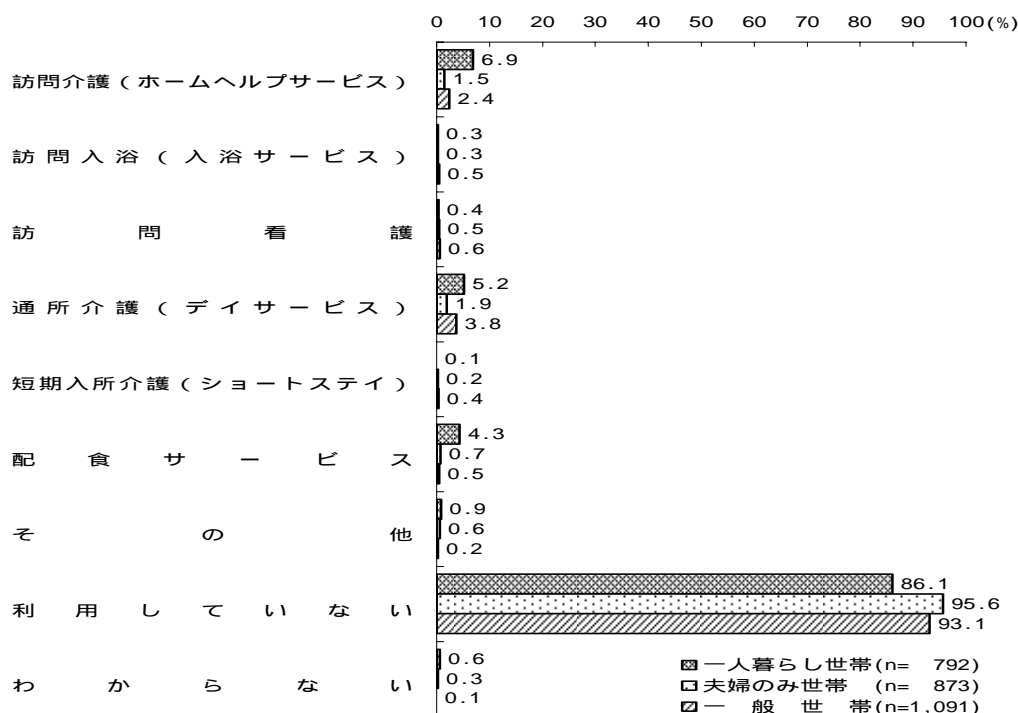 0 10 20 30 40 50 60 70 80 90 100(%)
訪問介護(ホームヘルプサービス)
6.9
1.5
2.4
訪問入浴(入浴サービス)
0.3
0.3
0.5
訪問看護
0.4
0.5
0.6
通所介護(デイサービス)
5.2
1.9
3.8
短期入所介護(ショートステイ)
0.1
0.2
0.4
配食サービス
4.3
0.7
0.5
その他
0.9
0.6
0.2
利用していない
86.1
95.6
93.1
わからない
0.6
0.3
0.1
一人暮らし世帯(n= 792)
夫婦のみ世帯 (n= 873)
一般世帯(n=1,091)